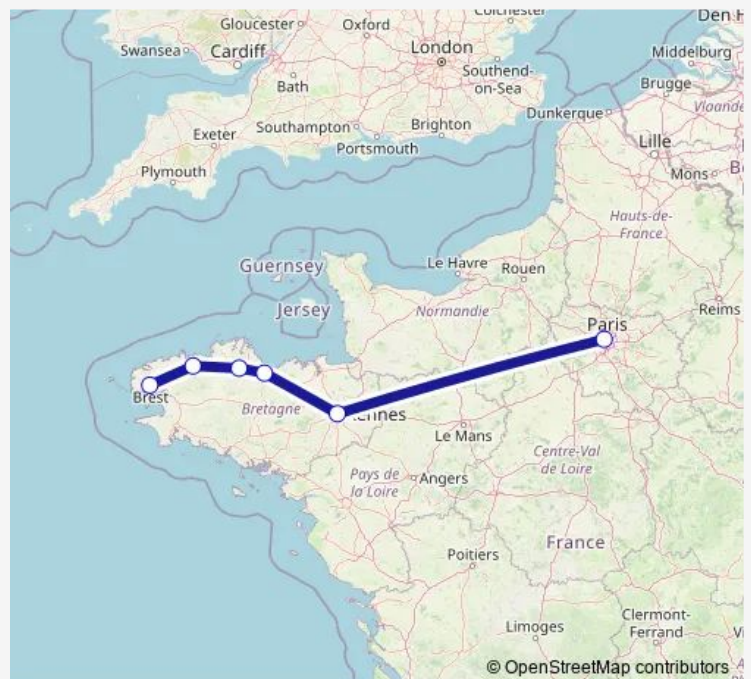 Gloucester
Oxford
Colchester
Den H
Swansea
Cardiff
London
Middelburg
Southend-
on-Sea
Bath
Brugge
Vlaande
Dunkerque
Exeter
Southampton
Brighton
Portsmouth
Lille
Plymouth
Mons
Hauts-de-
France
Guernsey
Le Havre
Rouen
Jersey
Normandie
Reims
Paris
Brest
Bretagne
ennes
Le Mans
Centre-Val
de Loire
Pays de
la Loire
Angers
France
Poitiers
Limoges
Clermont-
Ferrand
© OpenStreetMap contributors